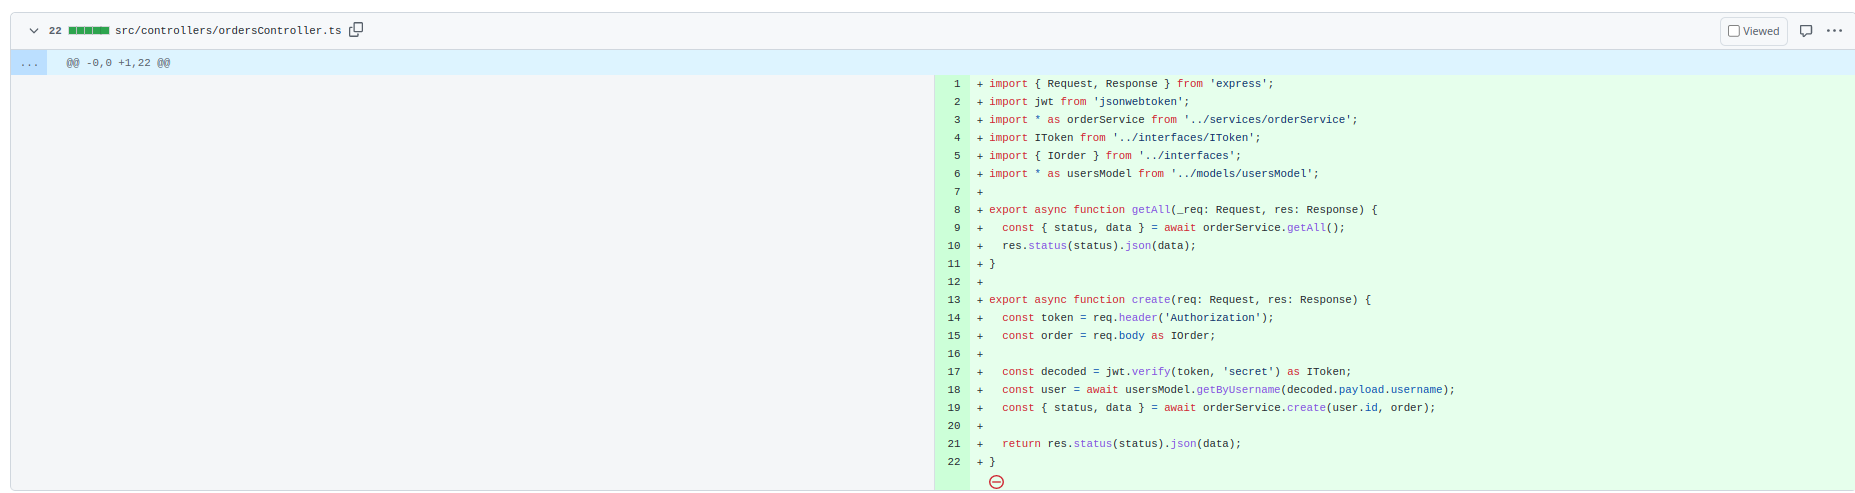 22 src/controllers/ordersController.ts Viewed ...
... @@ -0,0 +1,22 @@
1 + import { Request, Response } from 'express';
2 + import jwt from 'jsonwebtoken';
3 + import * as orderService from '../services/orderService';
4 + import IToken from '../interfaces/IToken';
5 + import { IOrder } from '../interfaces';
6 + import * as usersModel from '../models/usersModel';
7 +
8 + export async function getAll(_req: Request, res: Response) {
9 +   const { status, data } = await orderService.getAll();
10 +   res.status(status).json(data);
11 + }
12 +
13 + export async function create(req: Request, res: Response) {
14 +   const token = req.header('Authorization');
15 +   const order = req.body as IOrder;
16 +
17 +   const decoded = jwt.verify(token, 'secret') as IToken;
18 +   const user = await usersModel.getByUsername(decoded.payload.username);
19 +   const { status, data } = await orderService.create(user.id, order);
20 +
21 +   return res.status(status).json(data);
22 + }